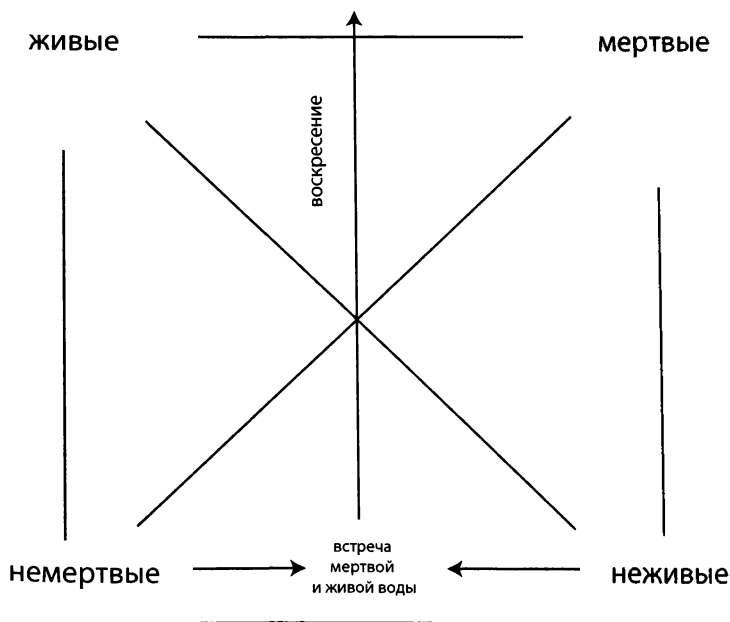 живые
мертвые
воскресение
встреча
мертвой
и живой воды
немертвые
неживые